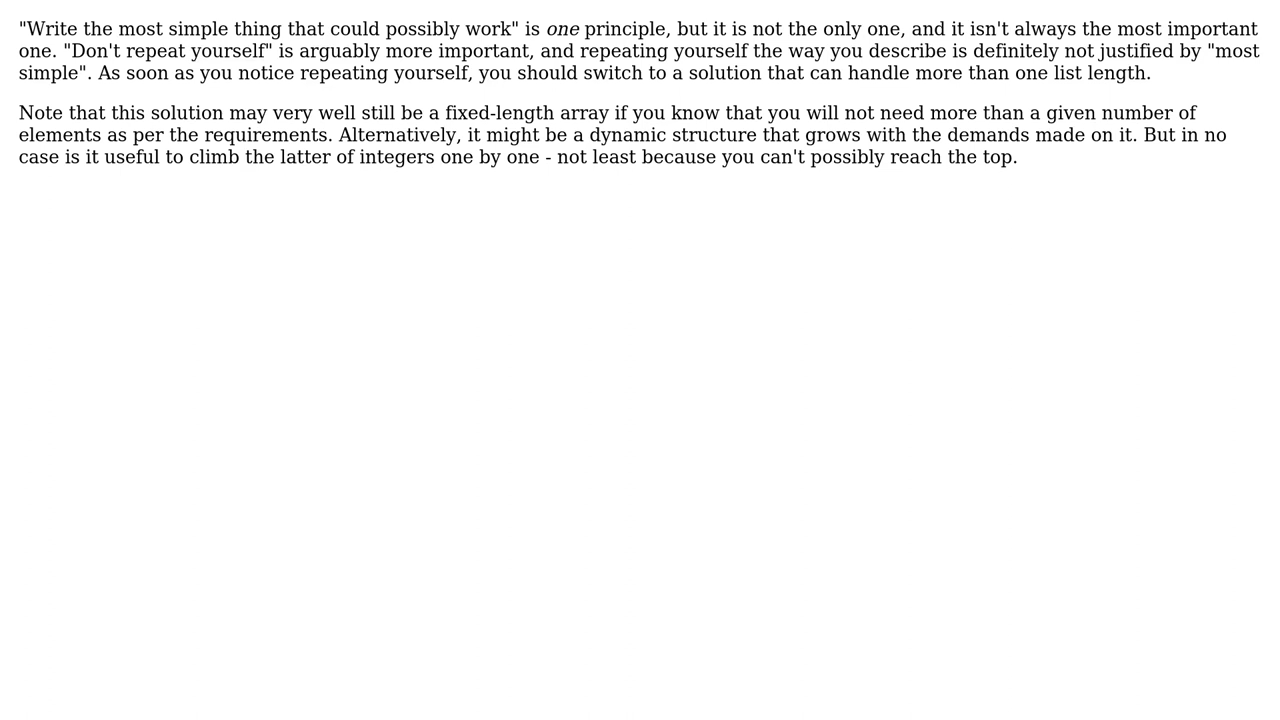 "Write the most simple thing that could possibly work" is one principle, but it is not the only one, and it isn't always the most important
one. "Don't repeat yourself" is arguably more important, and repeating yourself the way you describe is definitely not justified by "most
simple". As soon as you notice repeating yourself, you should switch to a solution that can handle more than one list length.
Note that this solution may very well still be a fixed-length array if you know that you will not need more than a given number of
elements as per the requirements. Alternatively, it might be a dynamic structure that grows with the demands made on it. But in no
case is it useful to climb the latter of integers one by one - not least because you can't possibly reach the top.